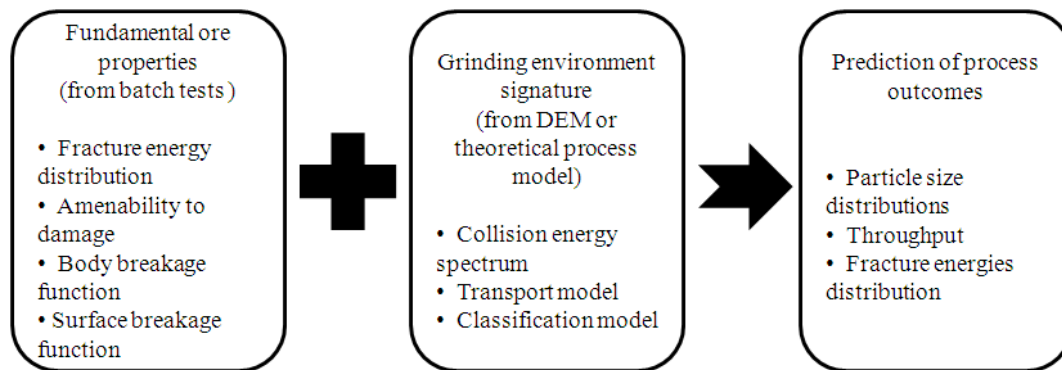 Fundamental ore
properties
(from batch tests )
• Fracture energy
distribution
• Amenability to
damage
• Body breakage
function
• Surface breakage
function
Grinding environment
signature
(from DEM or
theoretical process
model)
• Collision energy
spectrum
• Transport model
• Classification model
Prediction of process
outcomes
• Particle size
distributions
• Throughput
• Fracture energies
distribution